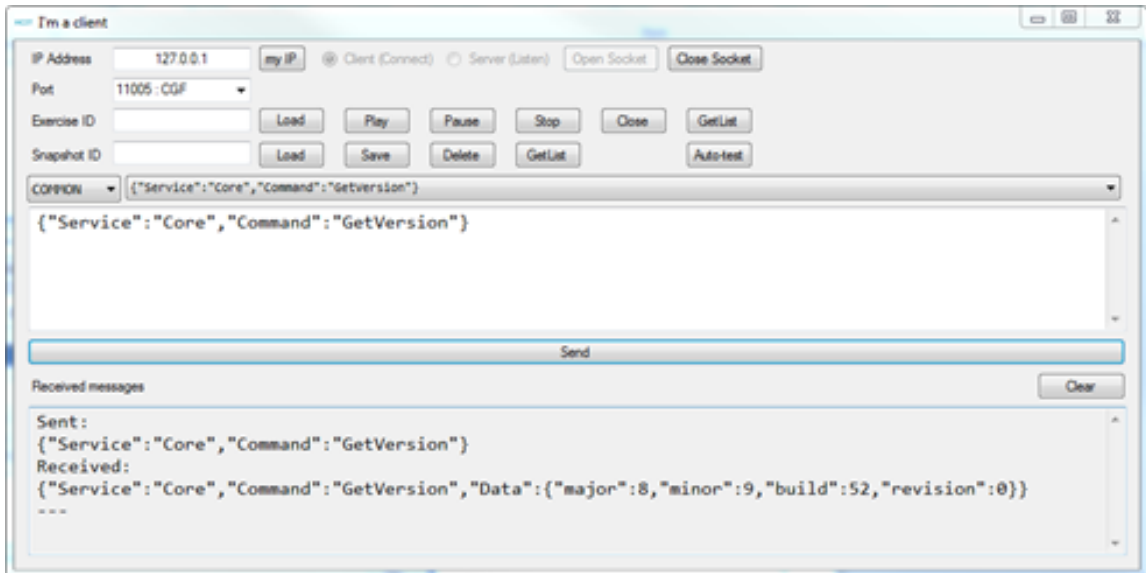 I'm a client
IP Address 127.0.0.1 my IP Client (Connect) Server (Listen) Open Socket Close Socket
Port 11005 : CGF
Exercise ID Load Play Pause Stop Close GetList
Snapshot ID Load Save Delete GetList Auto-test
COMMON {"Service":"Core","Command":"GetVersion"}
{"Service":"Core","Command":"GetVersion"}
Send
Received messages Clear
Sent:
{"Service":"Core","Command":"GetVersion"}
Received:
{"Service":"Core","Command":"GetVersion","Data":{"major":8,"minor":9,"build":52,"revision":0}}
---